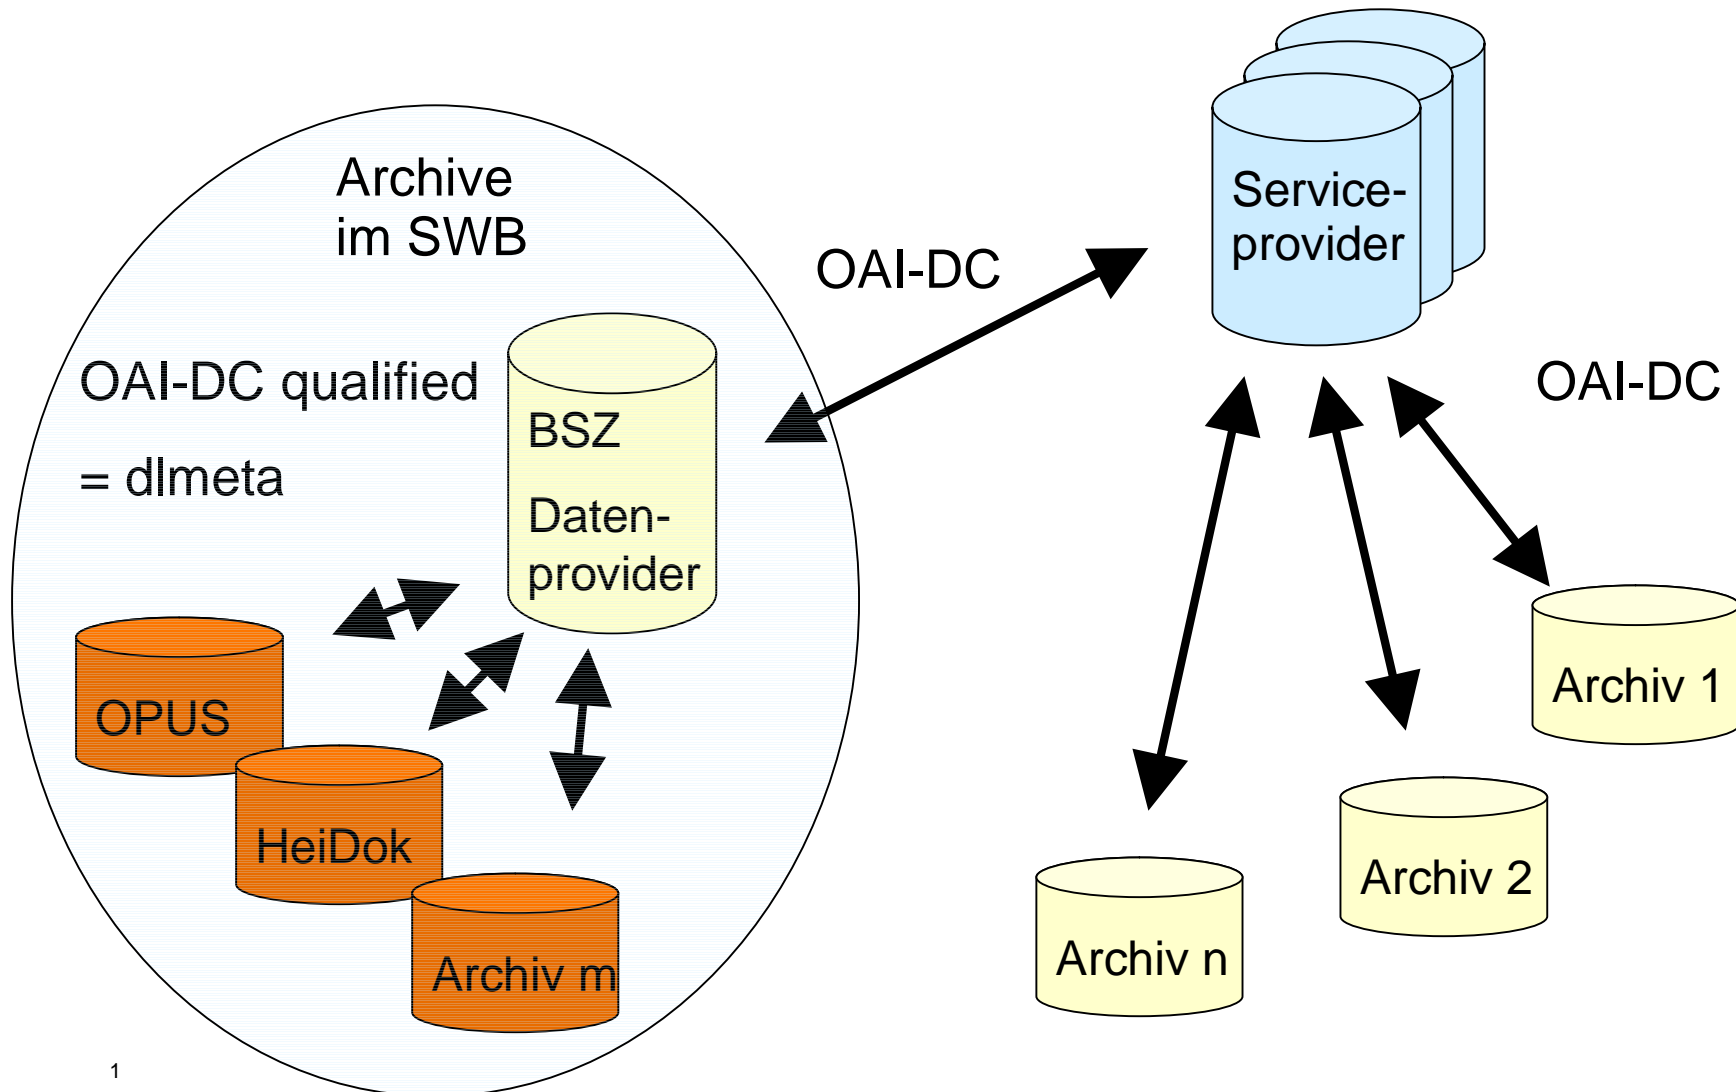 Archive
im SWB
OAI-DC qualified
= dlmeta
BSZ
Daten-
provider
OPUS
HeiDok
Archiv m
OAI-DC
Service-
provider
OAI-DC
Archiv 1
Archiv 2
Archiv n
1